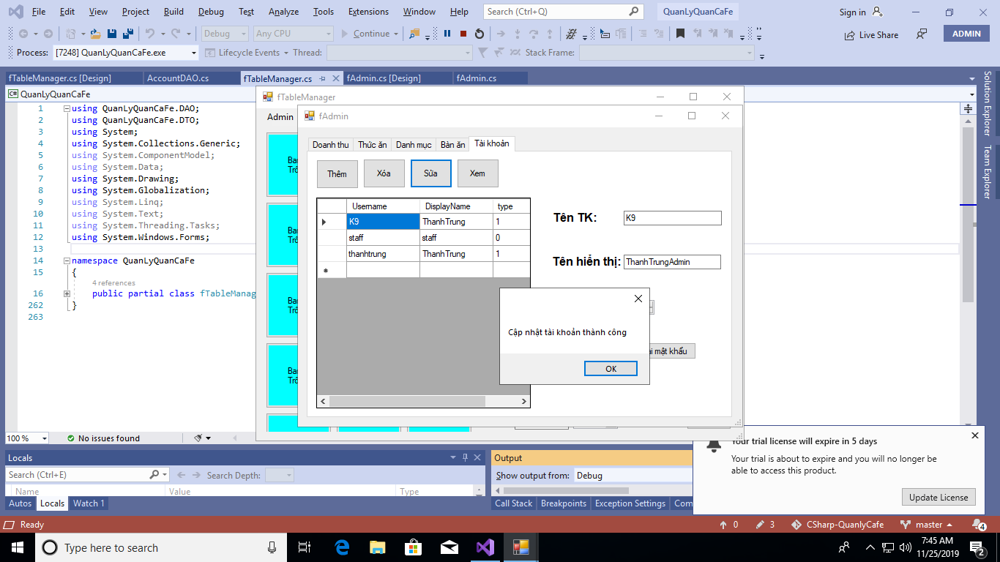 File Edit View Project Build Debug Test Analyze Tools Extensions Window Help Search (Ctrl+Q) QuanLyQuanCaFe Sign in
Debug Any CPU Continue Live Share ADMIN
Process: [7248] QuanLyQuanCaFe.exe Lifecycle Events Thread: Stack Frame:
fTableManager.cs [Design] AccountDAO.cs fTableManager.cs fAdmin.cs [Design] fAdmin.cs
C# QuanLyQuanCaFe
Solution Explorer
Team Explorer
1 using QuanLyQuanCaFe.DAO;
2 using QuanLyQuanCaFe.DTO;
3 using System;
4 using System.Collections.Generic;
5 using System.ComponentModel;
6 using System.Data;
7 using System.Drawing;
8 using System.Globalization;
9 using System.Linq;
10 using System.Text;
11 using System.Threading.Tasks;
12 using System.Windows.Forms;
13
14 namespace QuanLyQuanCaFe
15 {
4 references
16 public partial class fTableManag
262 }
263
fTableManager
Admin
fAdmin
Doanh thu Thức ăn Danh mục Bàn ăn Tài khoản
Thêm Xóa Sửa Xem
Username DisplayName type
K9 ThanhTrung 1
staff staff 0
thanhtrung ThanhTrung 1
Tên TK: K9
Tên hiển thị: ThanhTrungAdmin
mật khẩu
Cập nhật tài khoản thành công
OK
100 % No issues found
Locals
Search (Ctrl+E) Search Depth:
Name Value Type
Autos Locals Watch 1
Output
Show output from: Debug
Call Stack Breakpoints Exception Settings Com
Your trial license will expire in 5 days
Your trial is about to expire and you will no longer be
able to access this product.
Update License
Ready 0 3 CSharp-QuanlyCafe master 4
Type here to search
7:45 AM
11/25/2019
2